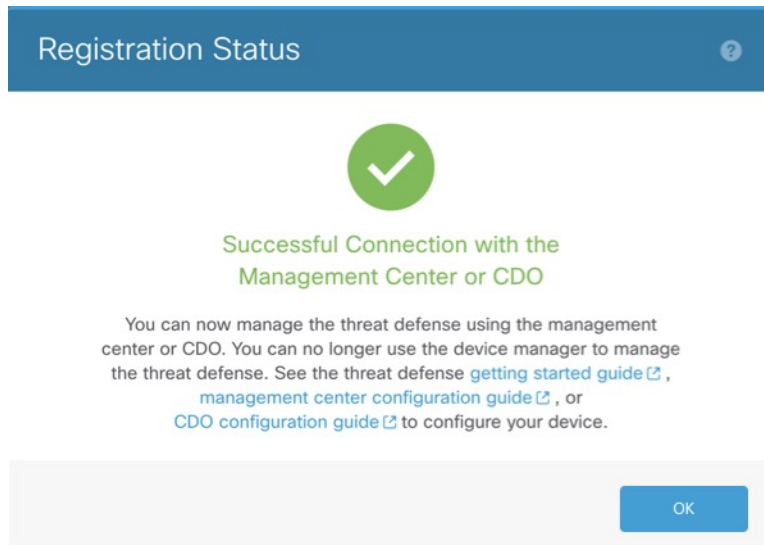 Registration Status
Successful Connection with the
Management Center or CDO
You can now manage the threat defense using the management
center or CDO. You can no longer use the device manager to manage
the threat defense. See the threat defense getting started guide ,
management center configuration guide , or
CDO configuration guide to configure your device.
OK